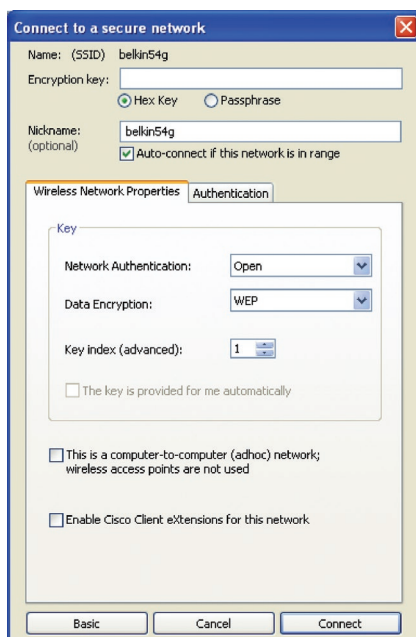 Connect to a secure network
Name: (SSID) belkin54g
Encryption key:
Hex Key Passphrase
Nickname: belkin54g
(optional)
Auto-connect if this network is in range
Wireless Network Properties Authentication
Key
Network Authentication: Open
Data Encryption: WEP
Key index (advanced): 1
The key is provided for me automatically
This is a computer-to-computer (adhoc) network;
wireless access points are not used
Enable Cisco Client eXtensions for this network
Basic Cancel Connect